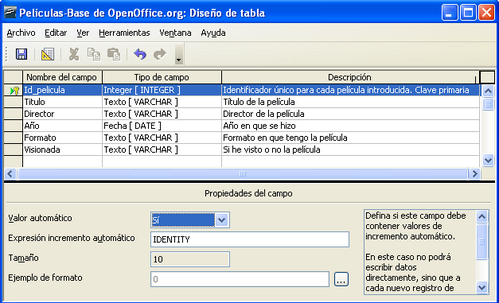 Películas-Base de OpenOffice.org: Diseño de tabla
Archivo Editar Ver Herramientas Ventana Ayuda
Nombre del campo Tipo de campo Descripción
Id_pelicula Integer [ INTEGER ] Identificador único para cada película introducida. Clave primaria
Titulo Texto [ VARCHAR ] Título de la película
Director Texto [ VARCHAR ] Director de la película
Año Fecha [ DATE ] Año en que se hizo
Formato Texto [ VARCHAR ] Formato en que tengo la película
Visionada Texto [ VARCHAR ] Si he visto o no la película
Propiedades del campo
Valor automático Sí
Expresión incremento automático IDENTITY
Tamaño 10
Ejemplo de formato 0 ...
Defina si este campo debe
contener valores de
incremento automático.
En este caso no podrá
escribir datos
directamente, sino que a
cada nuevo registro de